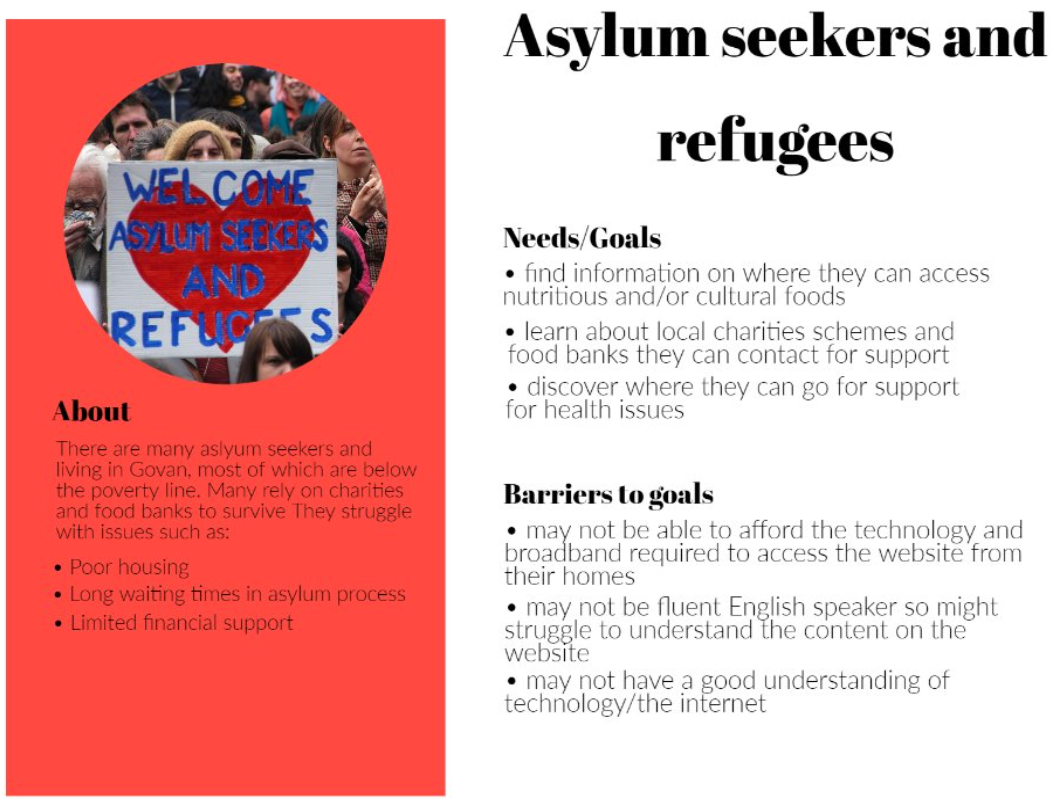 Asylum seekers and
refugees
WELCOME
ASYLUM SEEKERS
AND
REFUGEES
About
There are many aslyum seekers and
living in Govan, most of which are below
the poverty line. Many rely on charities
and food banks to survive They struggle
with issues such as:
• Poor housing
• Long waiting times in asylum process
• Limited financial support
Needs/Goals
• find information on where they can access
nutritious and/or cultural foods
• learn about local charities schemes and
food banks they can contact for support
• discover where they can go for support
for health issues
Barriers to goals
• may not be able to afford the technology and
broadband required to access the website from
their homes
• may not be fluent English speaker so might
struggle to understand the content on the
website
• may not have a good understanding of
technology/the internet